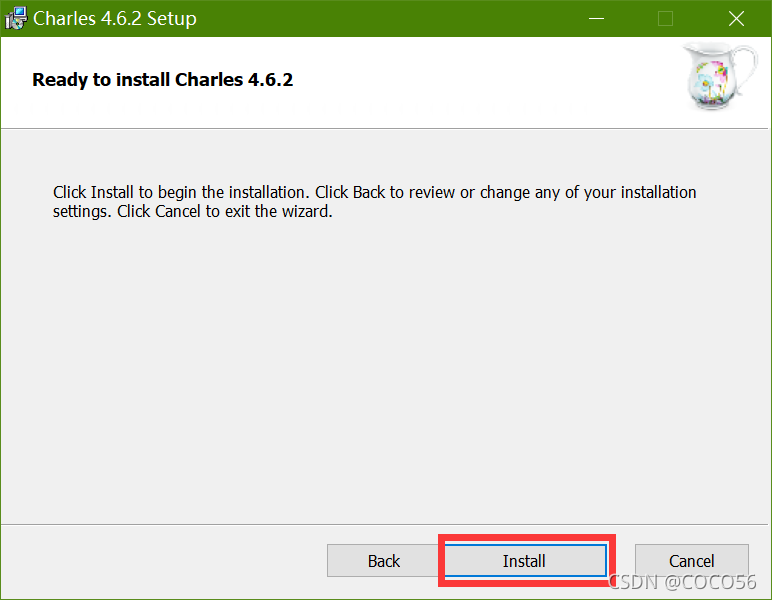 Charles 4.6.2 Setup
Ready to install Charles 4.6.2
Click Install to begin the installation. Click Back to review or change any of your installation
settings. Click Cancel to exit the wizard.
Back Install Cancel
CSDN @COCO56